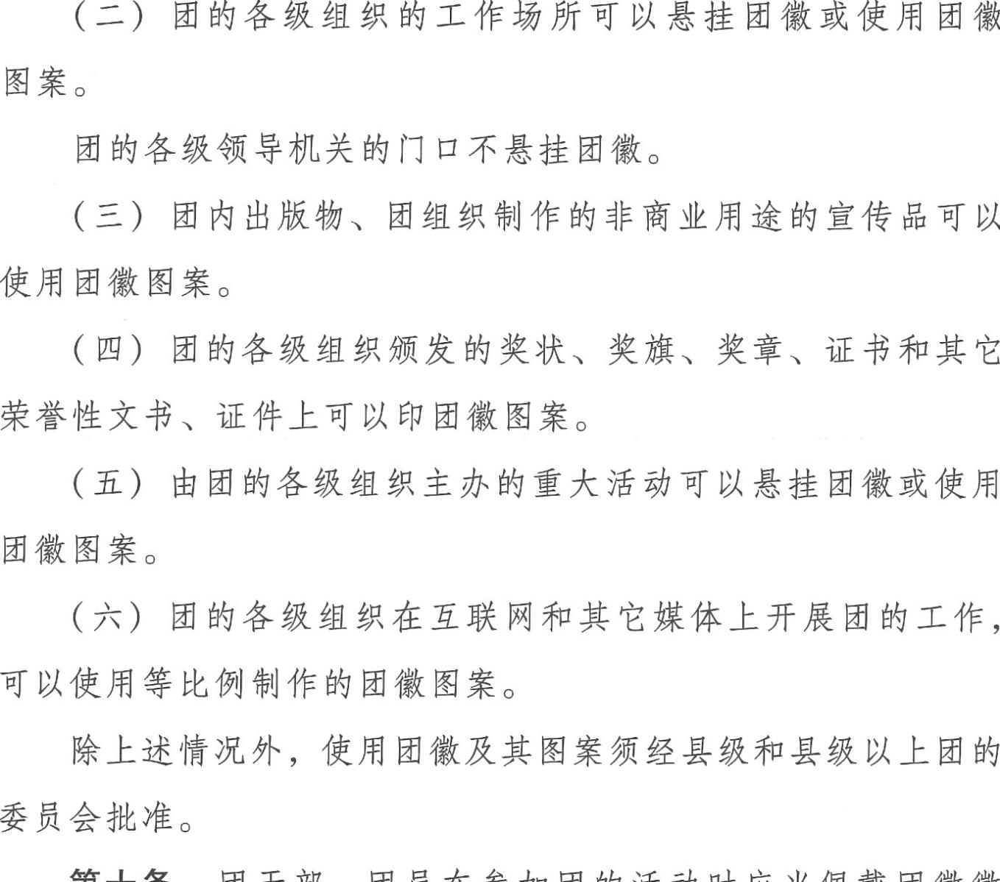 （二）团的各级组织的工作场所可以悬挂团徽或使用团徽
图案。
团的各级领导机关的门口不悬挂团徽。
（三）团内出版物、团组织制作的非商业用途的宣传品可以
使用团徽图案。
（四）团的各级组织颁发的奖状、奖旗、奖章、证书和其它
荣誉性文书、证件上可以印团徽图案。
（五）由团的各级组织主办的重大活动可以悬挂团徽或使用
团徽图案。
（六）团的各级组织在互联网和其它媒体上开展团的工作，
可以使用等比例制作的团徽图案。
除上述情况外，使用团徽及其图案须经县级和县级以上团的
委员会批准。
第十条 团干部、团员在参加团的活动时应当佩戴团徽徽